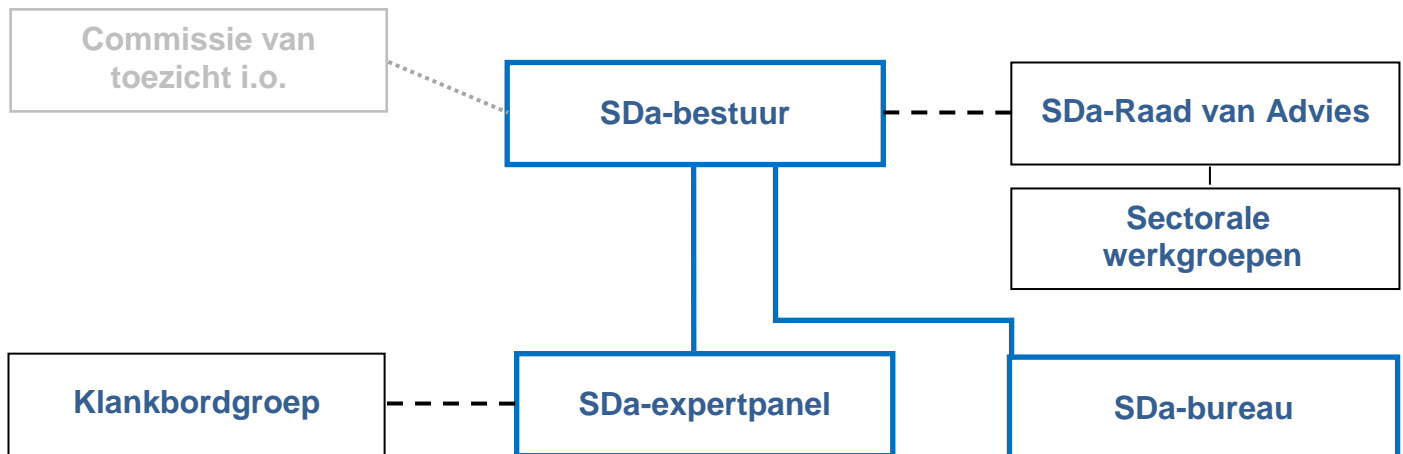 Commissie van
toezicht i.o.
SDa-bestuur
SDa-Raad van Advies
Sectorale
werkgroepen
Klankbordgroep
SDa-expertpanel
SDa-bureau